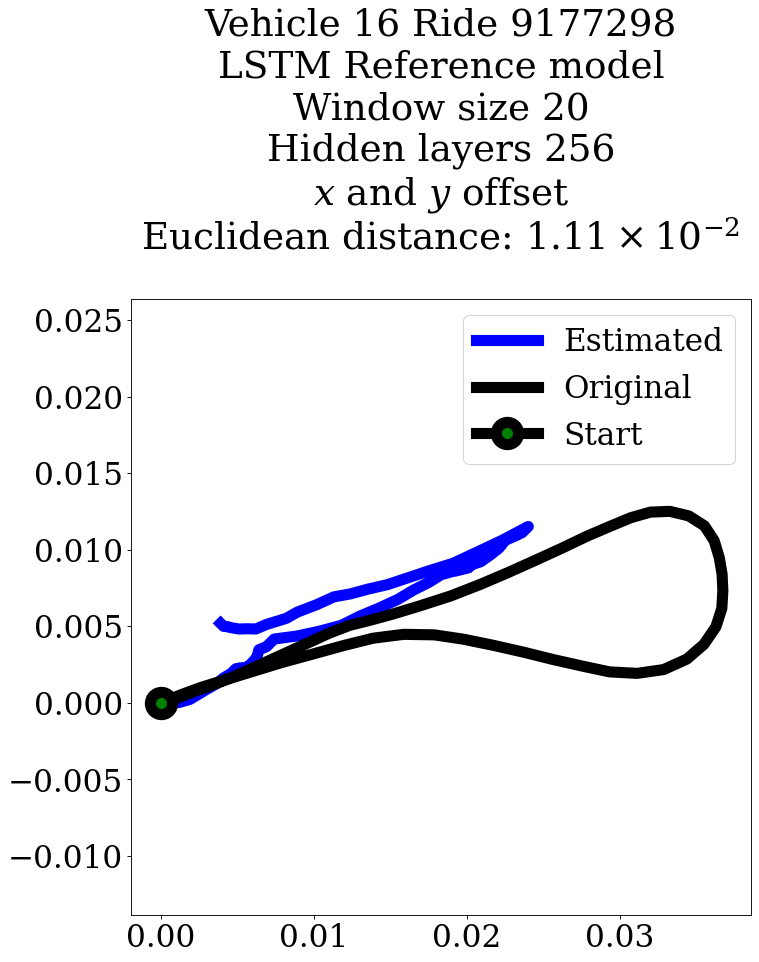 Vehicle 16 Ride 9177298
LSTM Reference model
Window size 20
Hidden layers 256
x and y offset
Euclidean distance: 1.11 × 10⁻²
Estimated
Original
Start
0.025
0.020
0.015
0.010
0.005
0.000
−0.005
−0.010
0.00 0.01 0.02 0.03